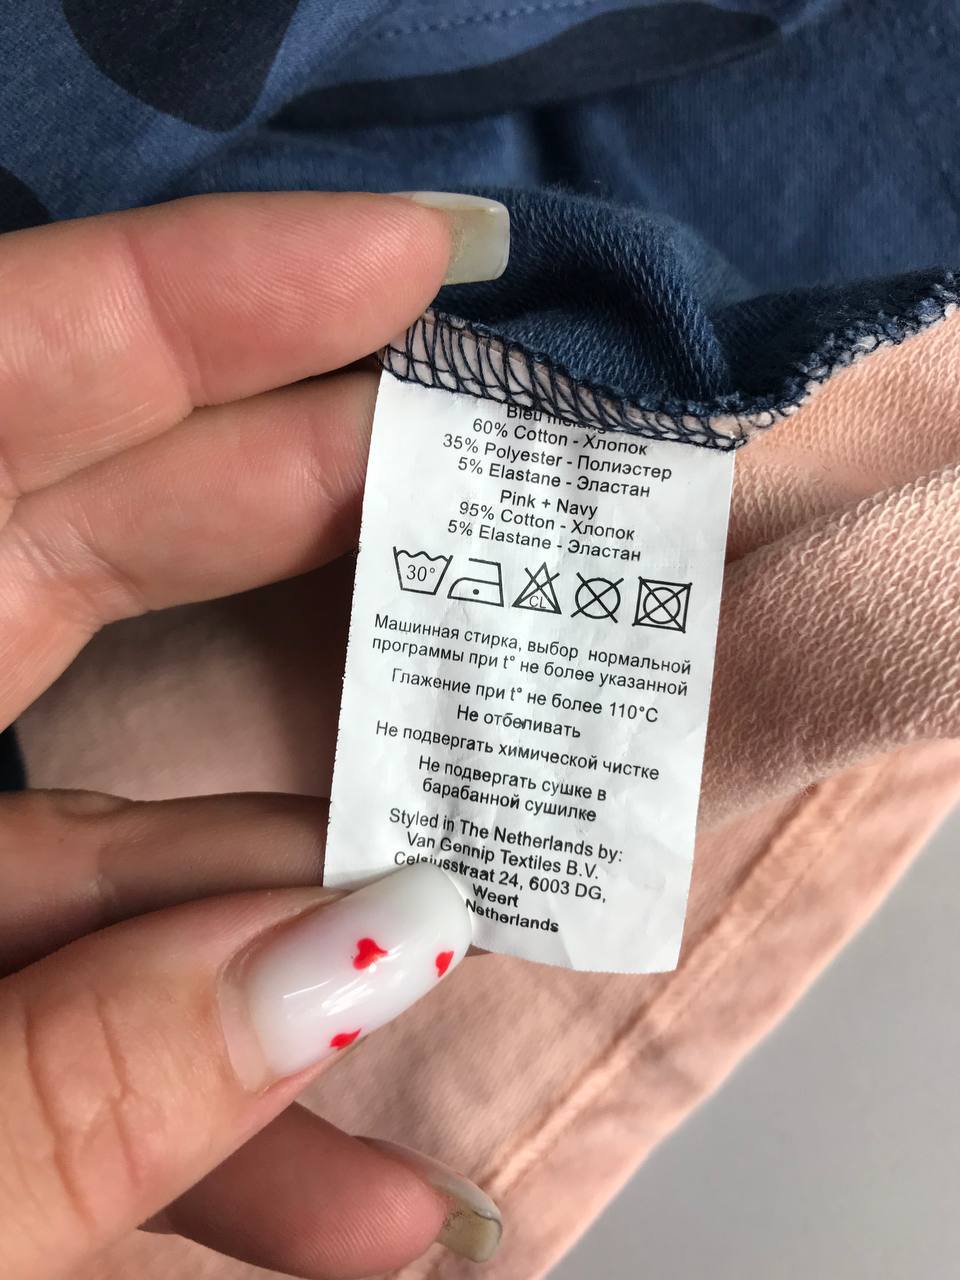 Bleu
60% Cotton - Хлопок
35% Polyester - Полиэстер
5% Elastane - Эластан
Pink + Navy
95% Cotton - Хлопок
5% Elastane - Эластан
30°
CL
Машинная стирка, выбор нормальной
программы при t° не более указанной
Глажение при t° не более 110°C
Не отбеливать
Не подвергать химической чистке
Не подвергать сушке в
барабанной сушилке
Styled in The Netherlands by:
Van Gennip Textiles B.V.
Celsiusstraat 24, 6003 DG,
Weert
Netherlands